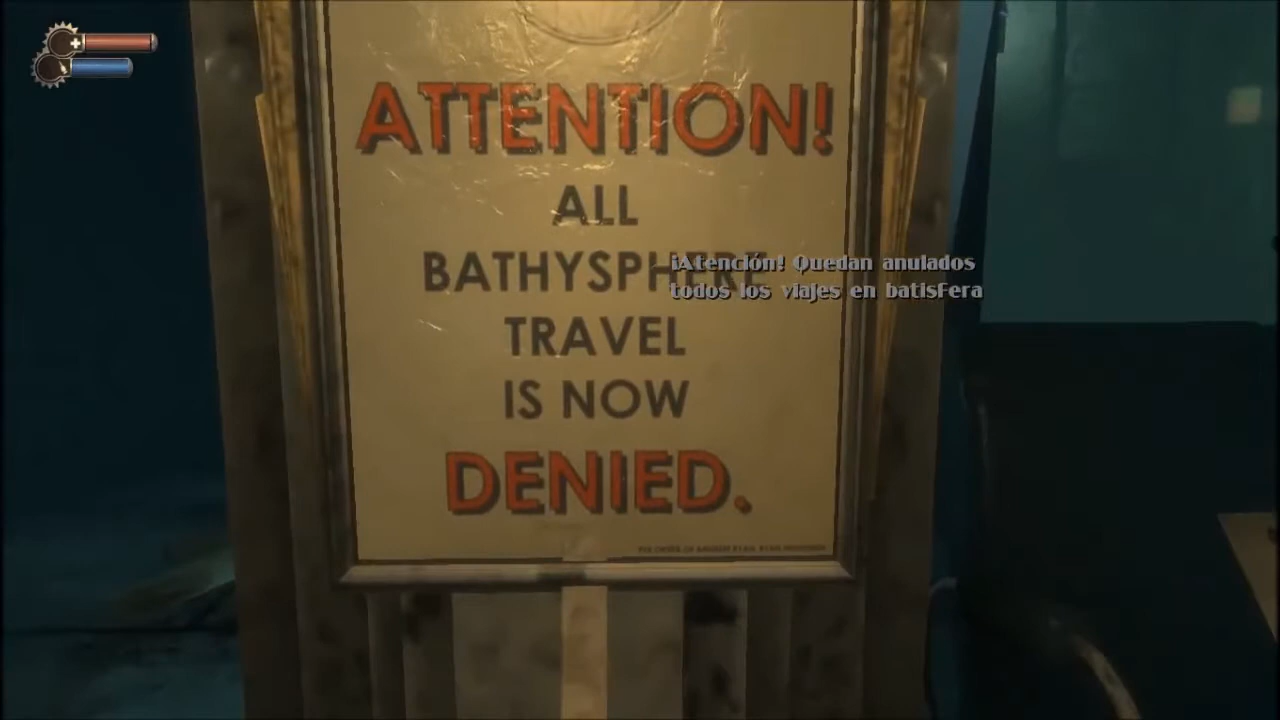 ATTENTION!
ALL
BATHYSPHERE
¡Atención! Quedan anulados
todos los viajes en batisfera
TRAVEL
IS NOW
DENIED.